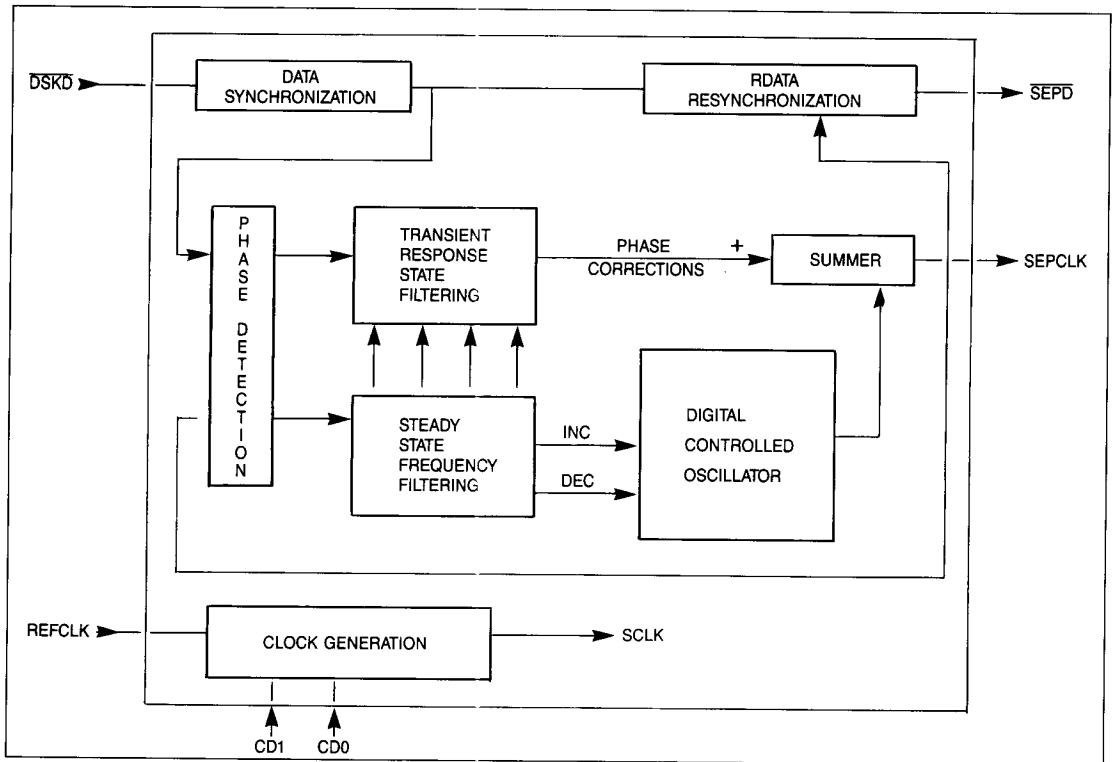 DSKD
DATA
SYNCHRONIZATION
RDATA
RESYNCHRONIZATION
SEPD
PHASE DETECTION
TRANSIENT
RESPONSE
STATE
FILTERING
PHASE
CORRECTIONS
+
SUMMER
SEPCLK
STEADY
STATE
FREQUENCY
FILTERING
INC
DEC
DIGITAL
CONTROLLED
OSCILLATOR
REFCLK
CLOCK GENERATION
SCLK
CD1
CD0